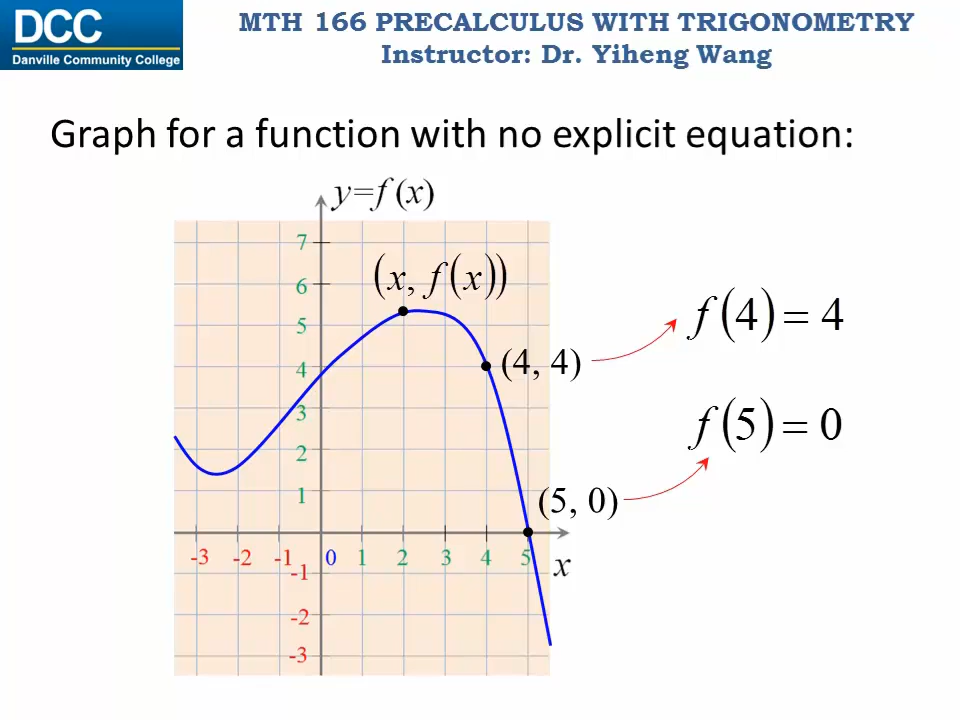 DCC
Danville Community College
MTH 166 PRECALCULUS WITH TRIGONOMETRY
Instructor: Dr. Yiheng Wang
Graph for a function with no explicit equation:
y=f (x)
7
(x, f(x))
6
5
4
3
2
1
(4, 4)
f(4) = 4
f(5) = 0
(5, 0)
-3 -2 -1 0 1 2 3 4 5 x
-1
-2
-3